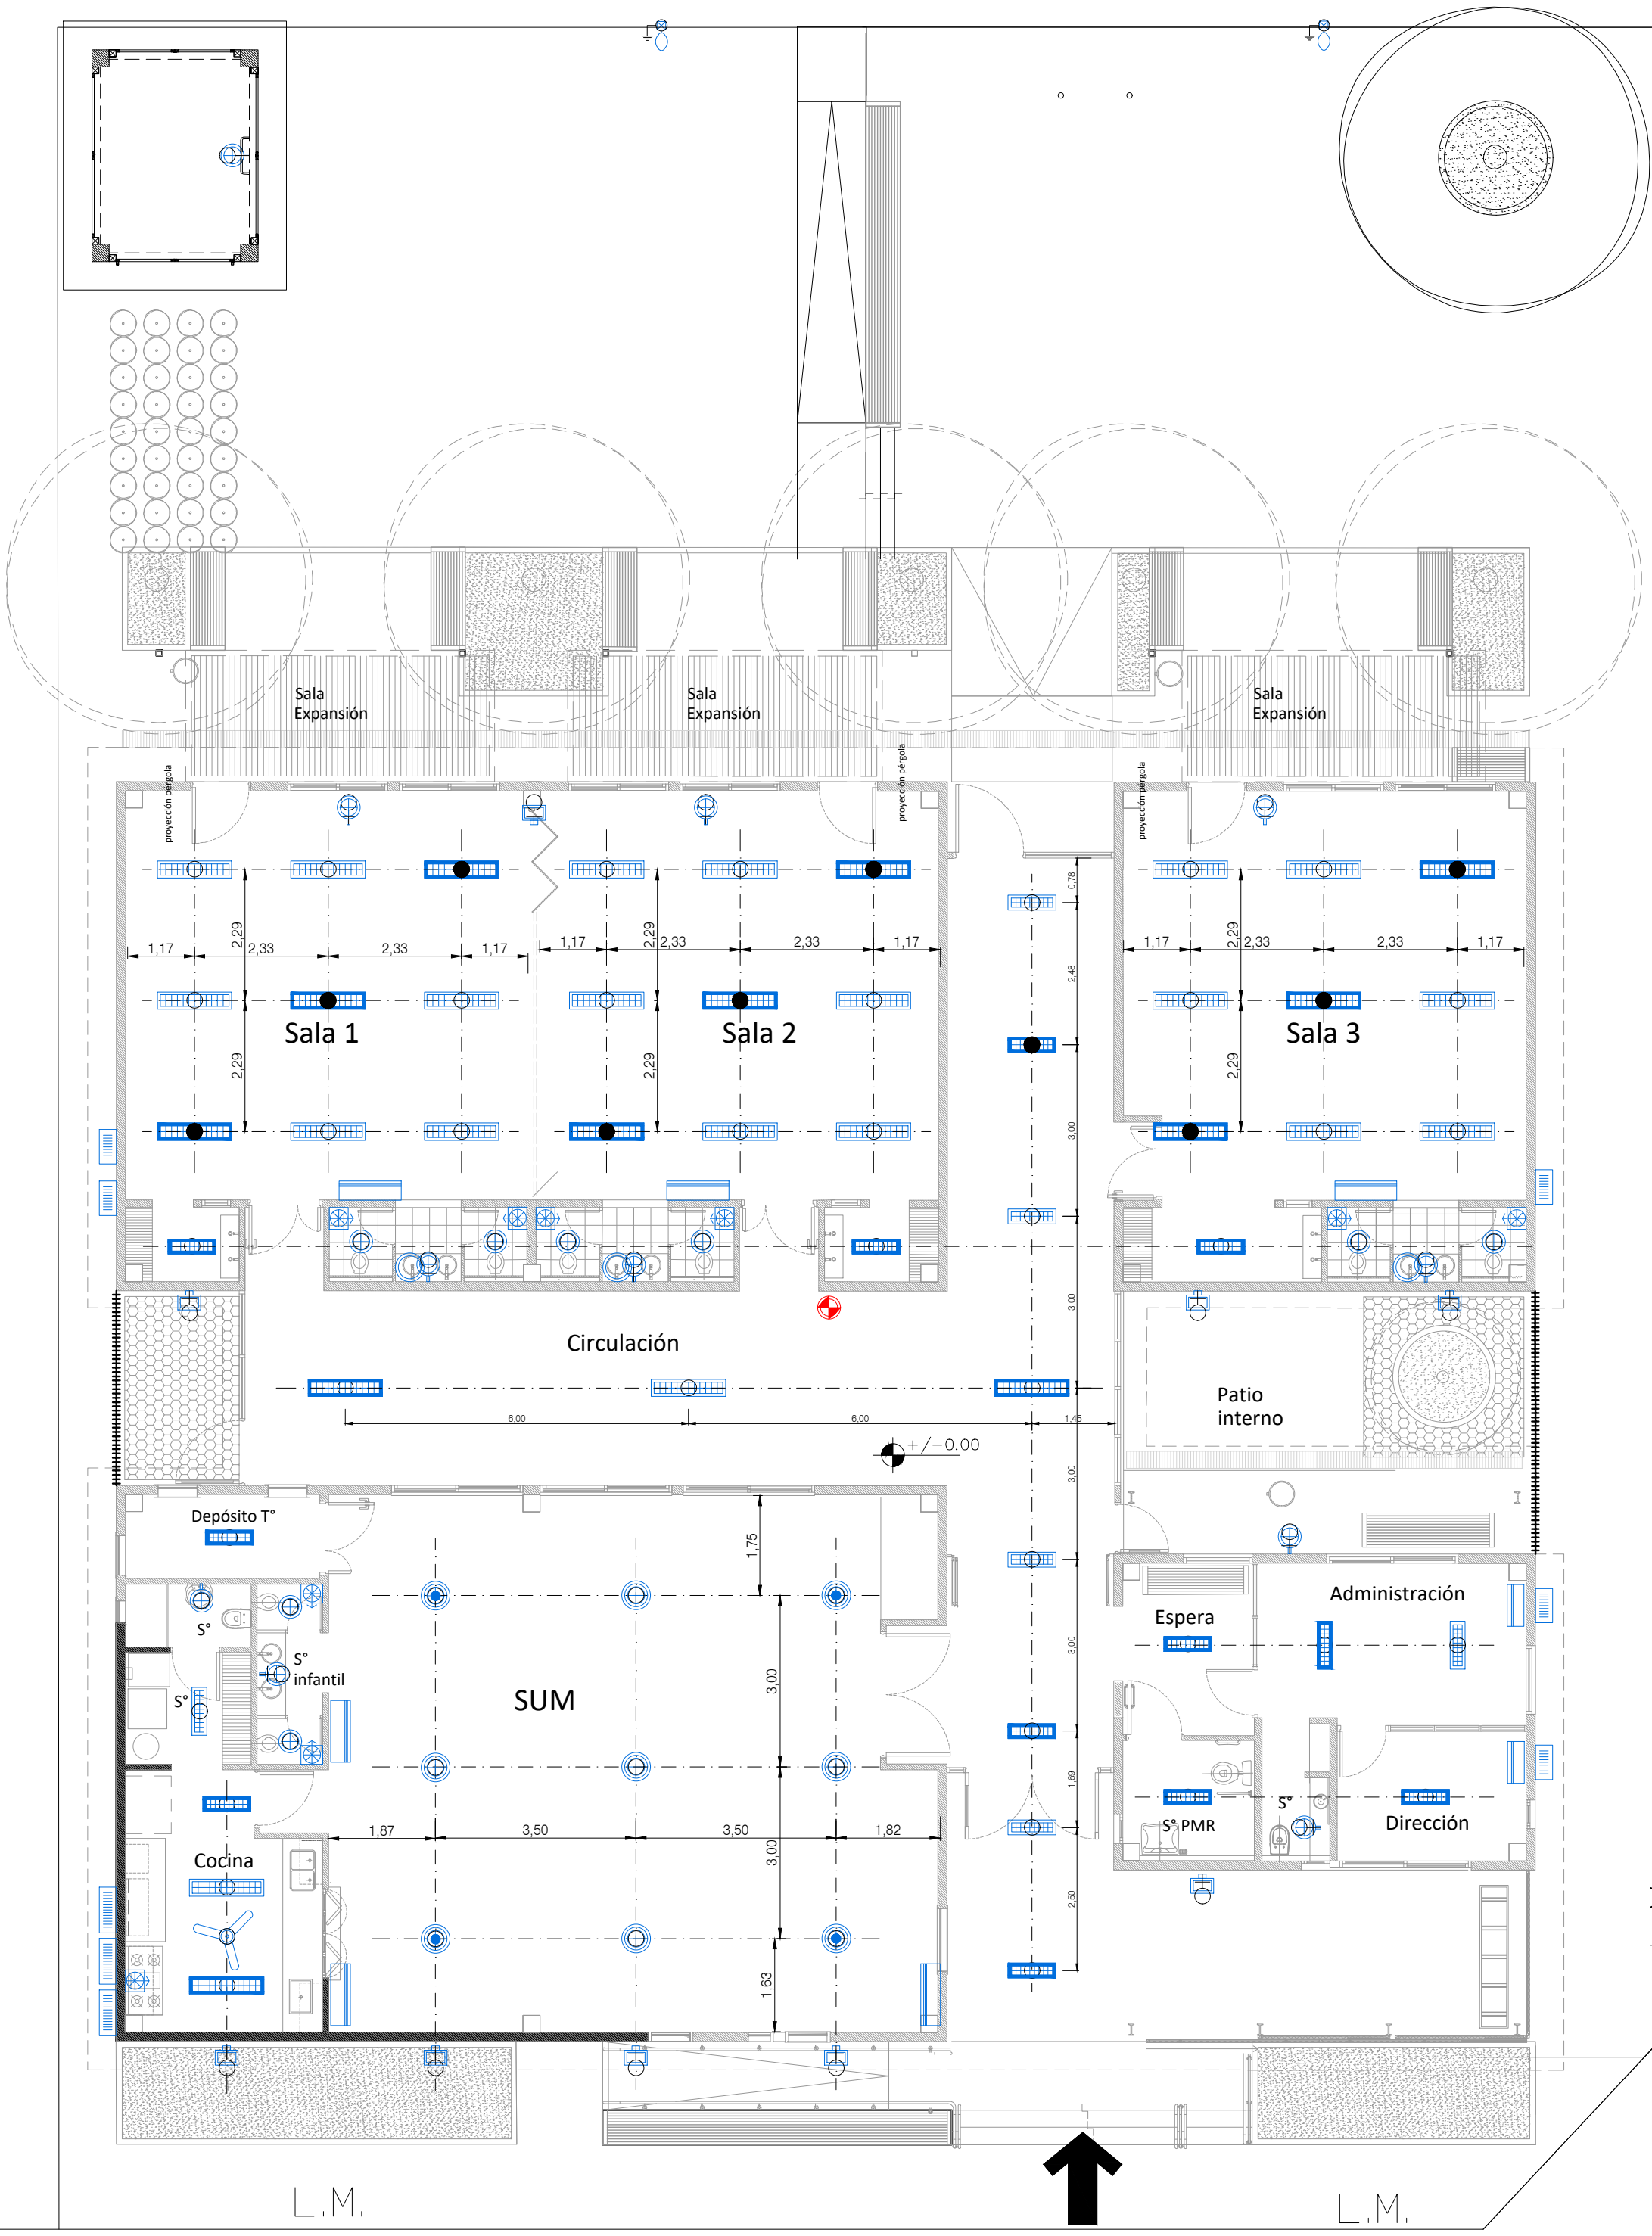 Sala
Expansión
Sala
Expansión
Sala
Expansión
proyección pérgola
proyección pérgola
proyección pérgola
0,78
2,29
2,29
2,29
1,17
2,33
2,33
1,17
1,17
2,33
2,33
1,17
1,17
2,33
2,33
1,17
2,48
Sala 1
Sala 2
Sala 3
2,29
2,29
2,29
3,00
3,00
Circulación
Patio
interno
6,00
6,00
1,45
+/-0.00
3,00
Depósito T°
1,75
Administración
Espera
S°
S°
infantil
3,00
3,00
SUM
S°
1,69
S°
S° PMR
Dirección
1,87
3,50
3,50
1,82
3,00
Cocina
2,50
1,63
L.M.
L.M.